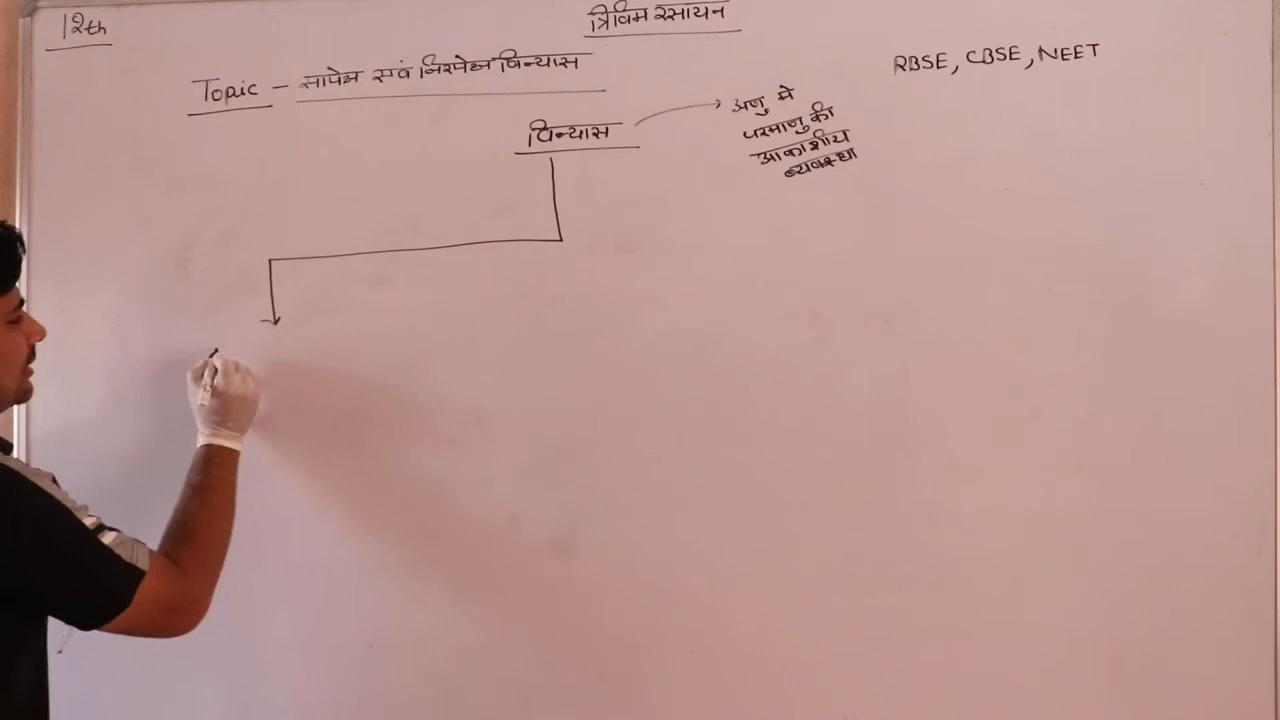 12th
त्रिविम रसायन
RBSE, CBSE, NEET
Topic - सापेक्ष एवं निरपेक्ष विन्यास
विन्यास
अणु मे
परमाणु की
आकाशीय
व्यवस्था